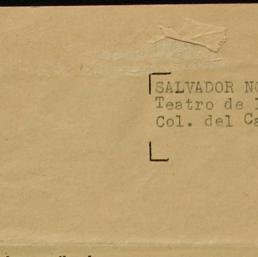 SALVADOR NO
Teatro de l
Col. del Ca